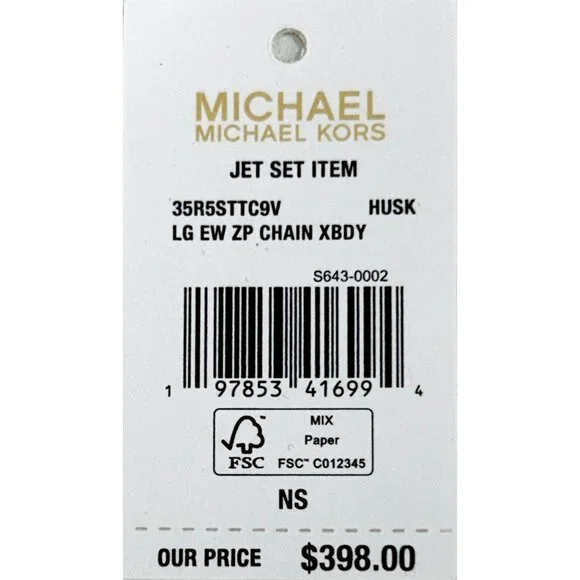 MICHAEL
MICHAEL KORS
JET SET ITEM
35R5STTC9V HUSK
LG EW ZP CHAIN XBDY
S643-0002
1 97853 41699 4
FSC
MIX
Paper
FSC™ C012345
NS
OUR PRICE $398.00